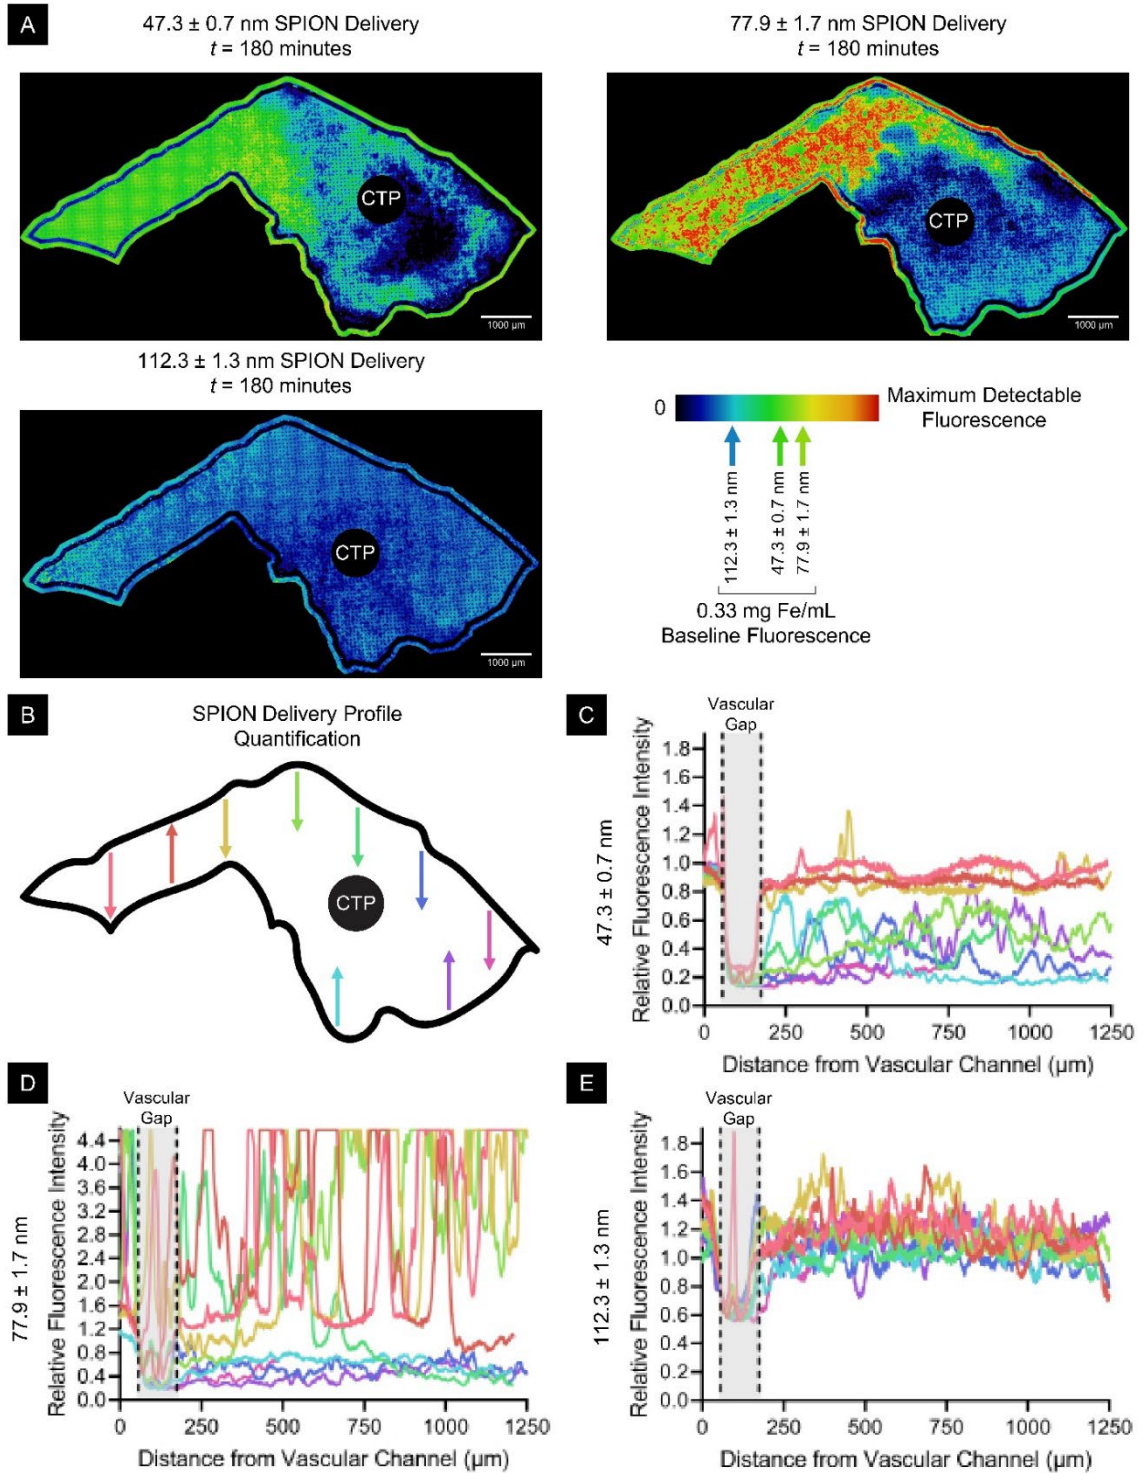 A
47.3 ± 0.7 nm SPION Delivery
t = 180 minutes
CTP
1000 µm
77.9 ± 1.7 nm SPION Delivery
t = 180 minutes
CTP
1000 µm
112.3 ± 1.3 nm SPION Delivery
t = 180 minutes
CTP
1000 µm
0
Maximum Detectable
Fluorescence
112.3 ± 1.3 nm
47.3 ± 0.7 nm
77.9 ± 1.7 nm
0.33 mg Fe/mL
Baseline Fluorescence
B
SPION Delivery Profile
Quantification
CTP
C
Vascular
Gap
47.3 ± 0.7 nm
Relative Fluorescence Intensity
1.8
1.6
1.4
1.2
1.0
0.8
0.6
0.4
0.2
0.0
0 250 500 750 1000 1250
Distance from Vascular Channel (µm)
D
Vascular
Gap
77.9 ± 1.7 nm
Relative Fluorescence Intensity
4.4
4.0
3.6
3.2
2.8
2.4
2.0
1.6
1.2
0.8
0.4
0.0
0 250 500 750 1000 1250
Distance from Vascular Channel (µm)
E
Vascular
Gap
112.3 ± 1.3 nm
Relative Fluorescence Intensity
1.8
1.6
1.4
1.2
1.0
0.8
0.6
0.4
0.2
0.0
0 250 500 750 1000 1250
Distance from Vascular Channel (µm)